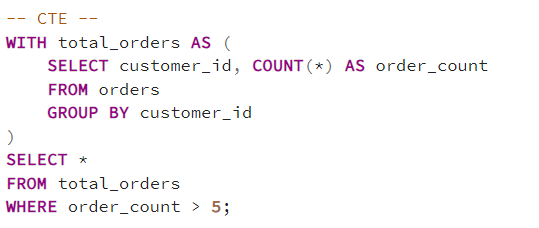 -- CTE --
WITH total_orders AS (
    SELECT customer_id, COUNT(*) AS order_count
    FROM orders
    GROUP BY customer_id
)
SELECT *
FROM total_orders
WHERE order_count > 5;